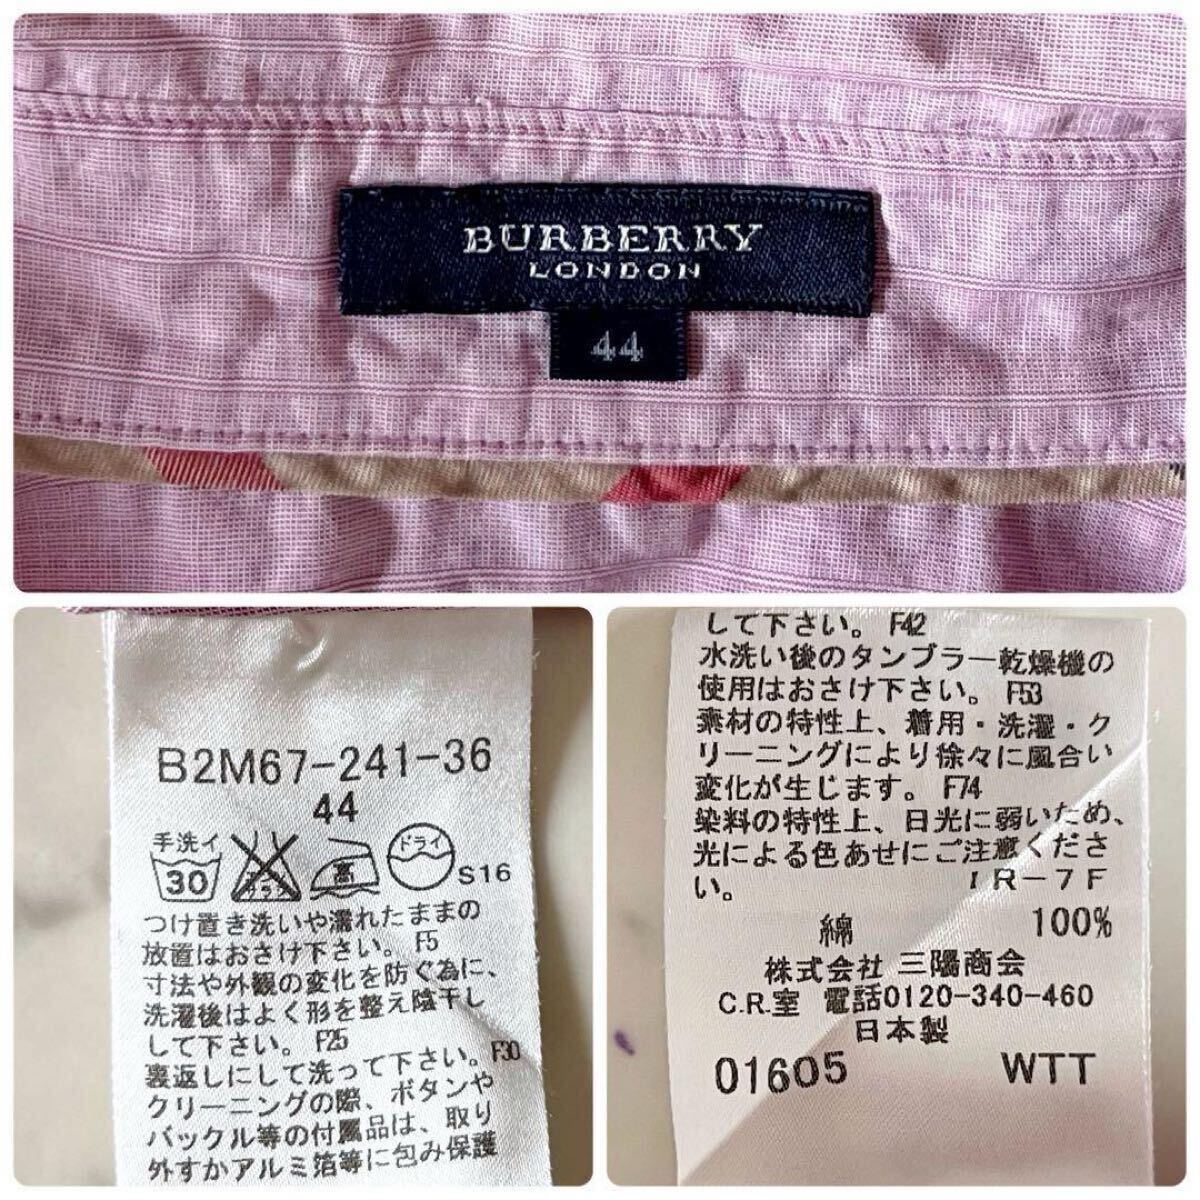 BURBERRY
LONDON
44
B2M67-241-36
44
手洗イ
30
エンソ
サラシ
高
ドライ
S16
つけ置き洗いや濡れたままの
放置はおさけ下さい。 F5
寸法や外観の変化を防ぐ為に、
洗濯後はよく形を整え陰干し
して下さい。 F25
裏返しにして洗って下さい。 F30
クリーニングの際、ボタンや
バックル等の付属品は、取り
外すかアルミ箔等に包み保護
して下さい。 F42
水洗い後のタンブラー乾燥機の
使用はおさけ下さい。 F53
素材の特性上、着用・洗濯・ク
リーニングにより徐々に風合い
変化が生じます。 F74
染料の特性上、日光に弱いため、
光による色あせにご注意くださ
い。 IR-7F
綿 100%
株式会社 三陽商会
C.R.室 電話0120-340-460
日本製
01605 WTT